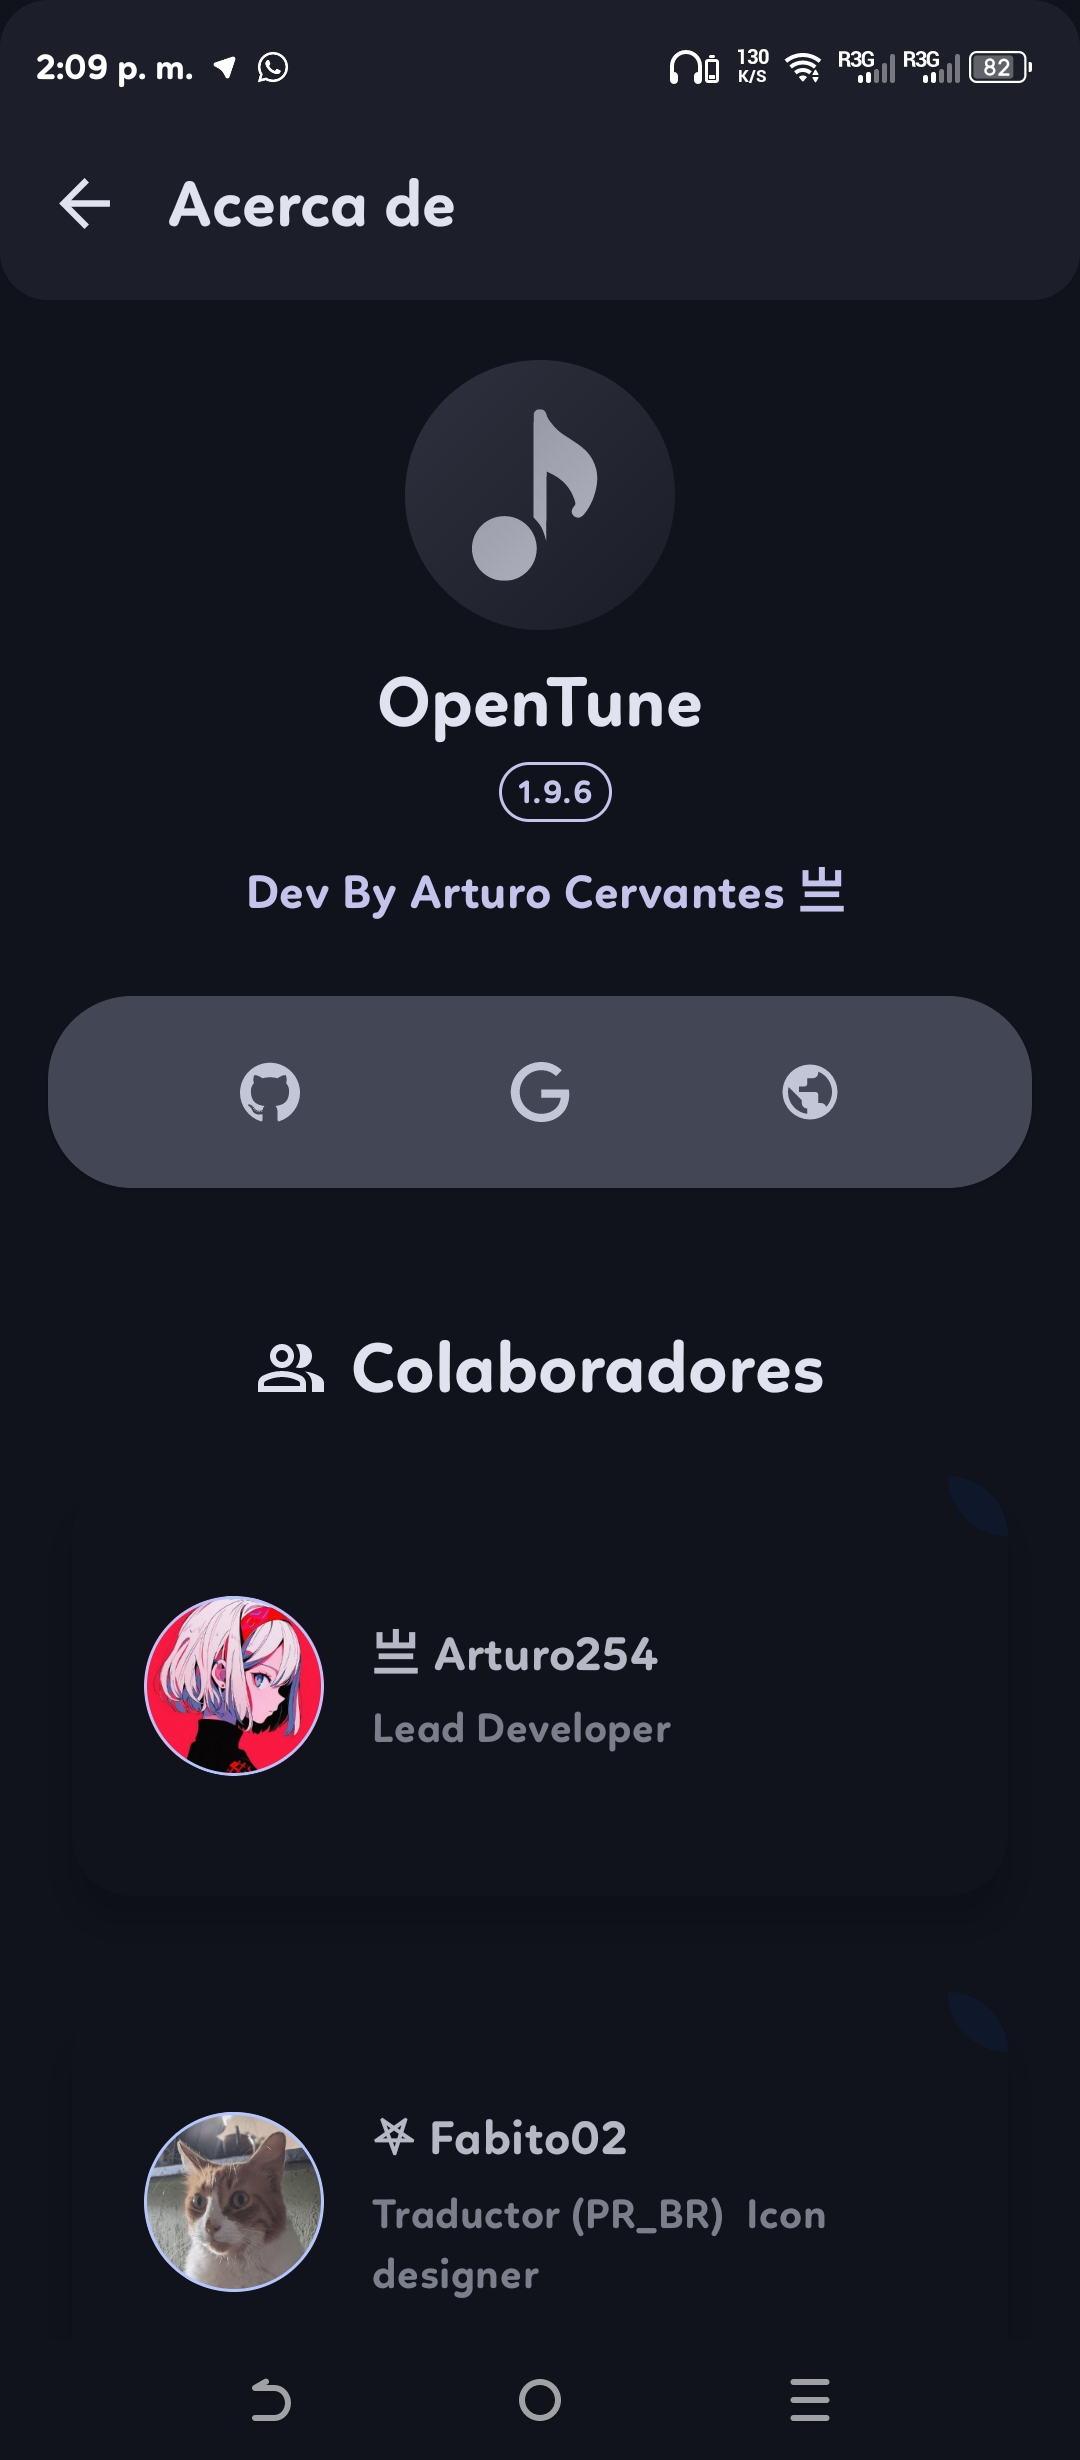 2:09 p. m. 130 K/S R3G R3G 82
Acerca de
OpenTune
1.9.6
Dev By Arturo Cervantes 亗
Colaboradores
亗 Arturo254
Lead Developer
⛧ Fabito02
Traductor (PR_BR)  Icon
designer